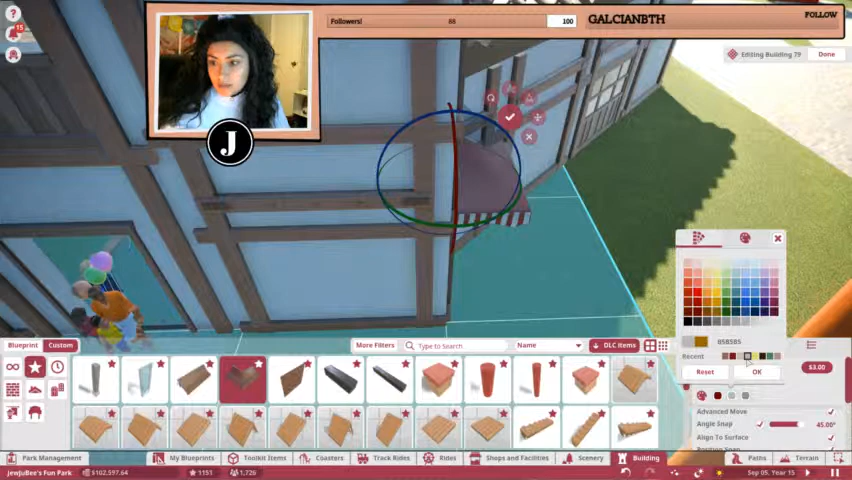 Followers!
88
100
GALCIANBTH
FOLLOW
?
15
Editing Building 79
Done
J
858585
Recent
Reset
OK
Blueprint
Custom
More Filters
Type to Search
Name
DLC Items
$3.00
Advanced Move
Angle Snap
45.00°
Align To Surface
Park Management
My Blueprints
Toolkit Items
Coasters
Track Rides
Rides
Shops and Facilities
Scenery
Building
Paths
Terrain
JewJuBee's Fun Park
$102,597.64
1151
1,726
Sep 05, Year 15